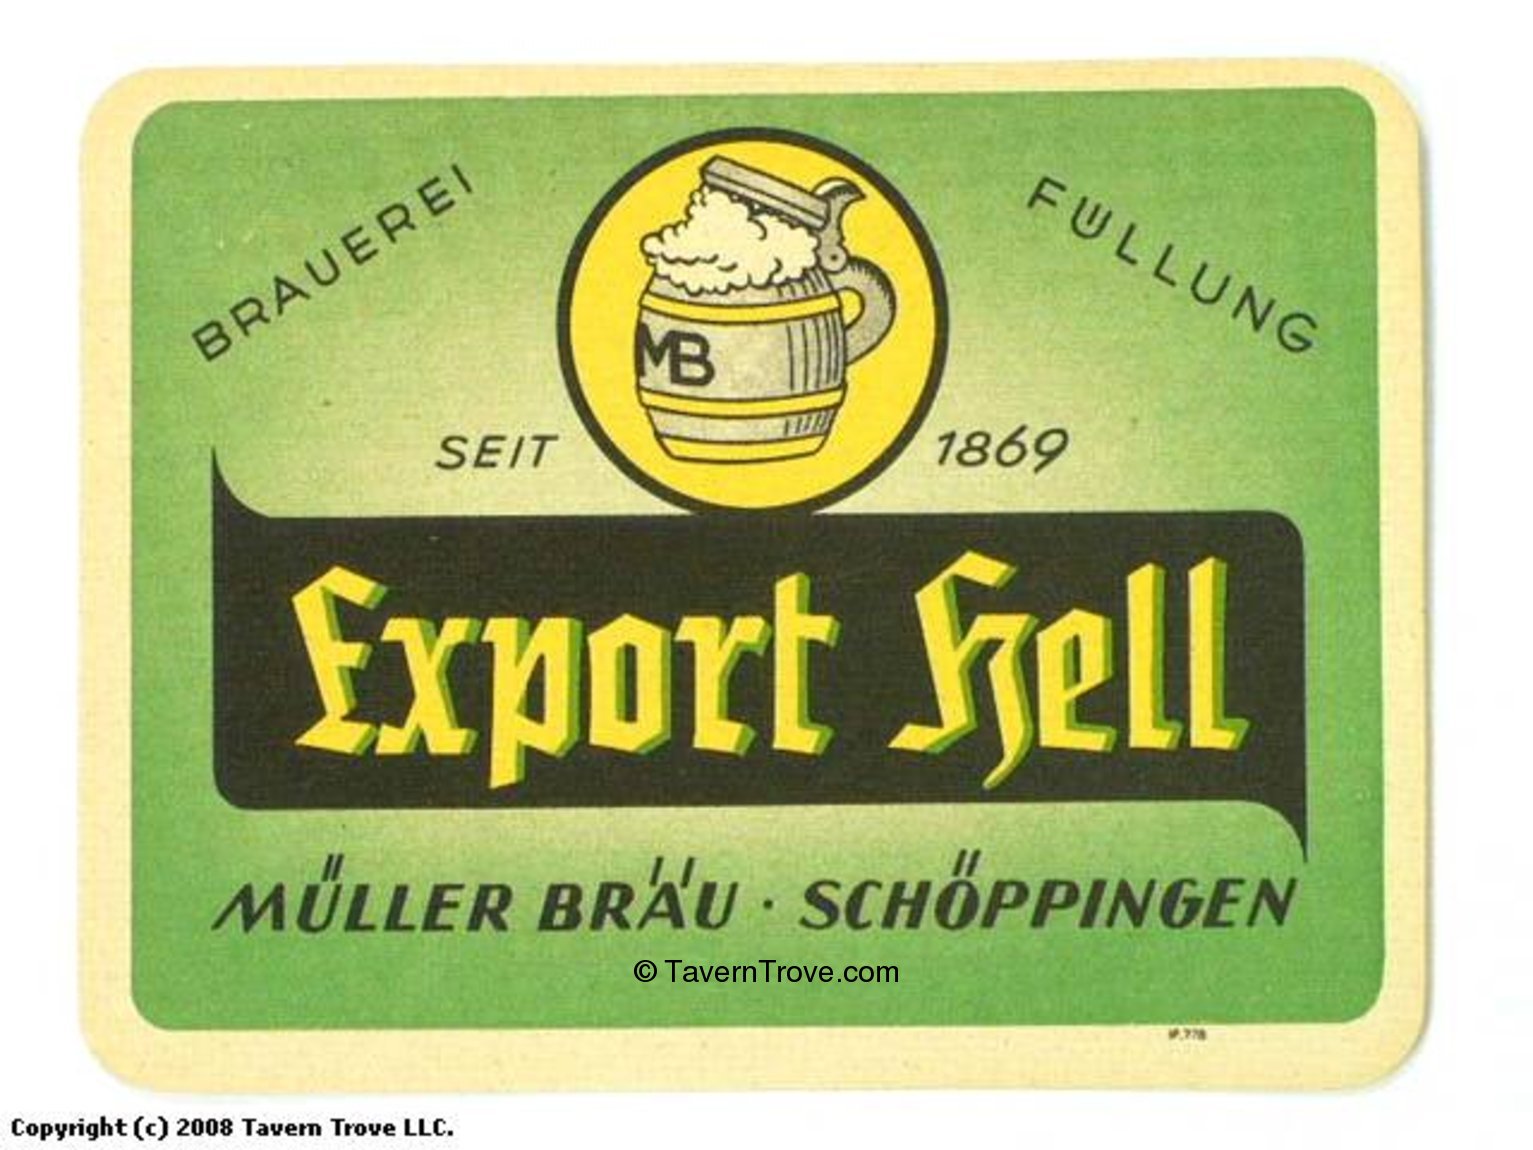 BRAUEREI FÜLLUNG
MB
SEIT 1869
Export Hell
MÜLLER BRÄU · SCHÖPPINGEN
© TavernTrove.com
Copyright (c) 2008 Tavern Trove LLC.